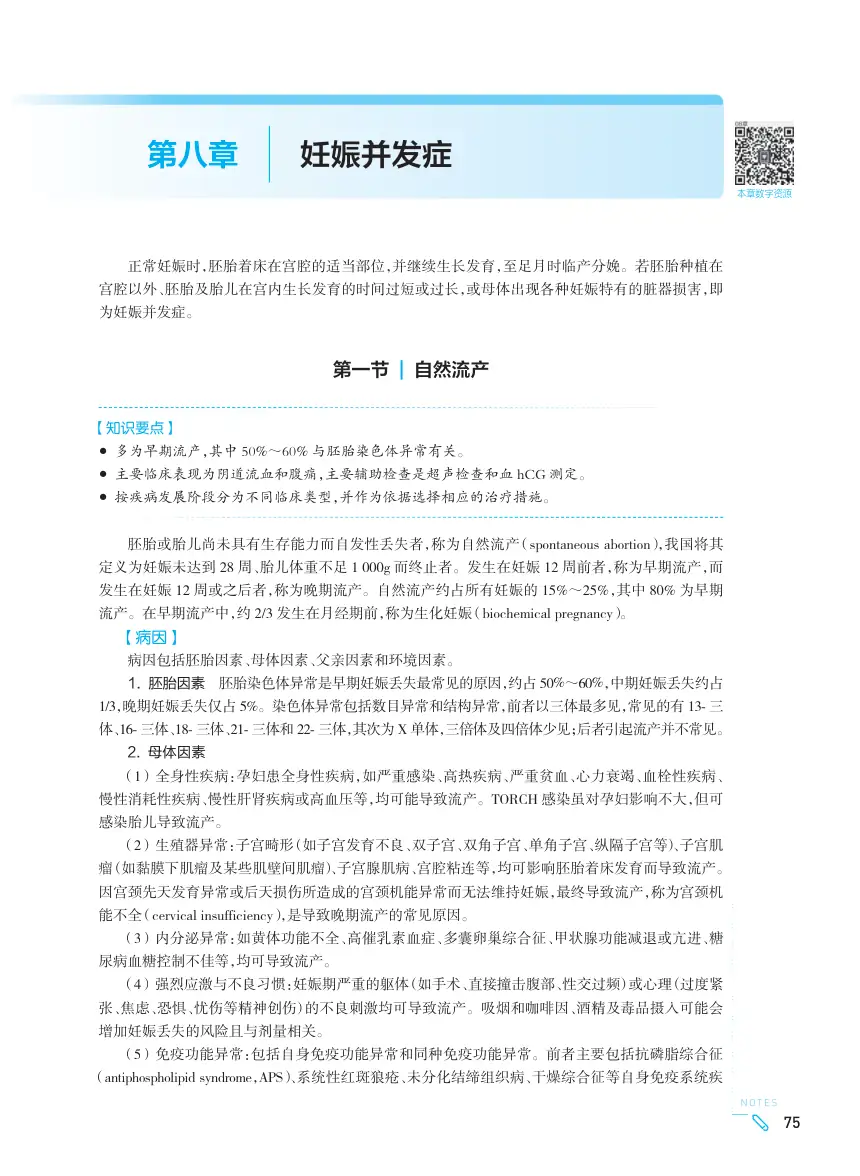 第八章 妊娠并发症
本章数字资源
正常妊娠时,胚胎着床在宫腔的适当部位,并继续生长发育,至足月时临产分娩。若胚胎种植在
宫腔以外、胚胎及胎儿在宫内生长发育的时间过短或过长,或母体出现各种妊娠特有的脏器损害,即
为妊娠并发症。
第一节 | 自然流产
【知识要点】
● 多为早期流产,其中 50%～60% 与胚胎染色体异常有关。
● 主要临床表现为阴道流血和腹痛,主要辅助检查是超声检查和血 hCG 测定。
● 按疾病发展阶段分为不同临床类型,并作为依据选择相应的治疗措施。
胚胎或胎儿尚未具有生存能力而自发性丢失者,称为自然流产(spontaneous abortion),我国将其
定义为妊娠未达到 28 周、胎儿体重不足 1 000g 而终止者。发生在妊娠 12 周前者,称为早期流产,而
发生在妊娠 12 周或之后者,称为晚期流产。自然流产约占所有妊娠的 15%～25%,其中 80% 为早期
流产。在早期流产中,约 2/3 发生在月经期前,称为生化妊娠(biochemical pregnancy)。
【病因】
病因包括胚胎因素、母体因素、父亲因素和环境因素。
1. 胚胎因素 胚胎染色体异常是早期妊娠丢失最常见的原因,约占 50%～60%,中期妊娠丢失约占
1/3,晚期妊娠丢失仅占 5%。染色体异常包括数目异常和结构异常,前者以三体最多见,常见的有 13- 三
体、16- 三体、18- 三体、21- 三体和 22- 三体,其次为 X 单体,三倍体及四倍体少见;后者引起流产并不常见。
2. 母体因素
(1)全身性疾病:孕妇患全身性疾病,如严重感染、高热疾病、严重贫血、心力衰竭、血栓性疾病、
慢性消耗性疾病、慢性肝肾疾病或高血压等,均可能导致流产。TORCH 感染虽对孕妇影响不大,但可
感染胎儿导致流产。
(2)生殖器异常:子宫畸形(如子宫发育不良、双子宫、双角子宫、单角子宫、纵隔子宫等)、子宫肌
瘤(如黏膜下肌瘤及某些肌壁间肌瘤)、子宫腺肌病、宫腔粘连等,均可影响胚胎着床发育而导致流产。
因宫颈先天发育异常或后天损伤所造成的宫颈机能异常而无法维持妊娠,最终导致流产,称为宫颈机
能不全(cervical insufficiency),是导致晚期流产的常见原因。
(3)内分泌异常:如黄体功能不全、高催乳素血症、多囊卵巢综合征、甲状腺功能减退或亢进、糖
尿病血糖控制不佳等,均可导致流产。
(4)强烈应激与不良习惯:妊娠期严重的躯体(如手术、直接撞击腹部、性交过频)或心理(过度紧
张、焦虑、恐惧、忧伤等精神创伤)的不良刺激均可导致流产。吸烟和咖啡因、酒精及毒品摄入可能会
增加妊娠丢失的风险且与剂量相关。
(5)免疫功能异常:包括自身免疫功能异常和同种免疫功能异常。前者主要包括抗磷脂综合征
(antiphospholipid syndrome,APS)、系统性红斑狼疮、未分化结缔组织病、干燥综合征等自身免疫系统疾
NOTES
75